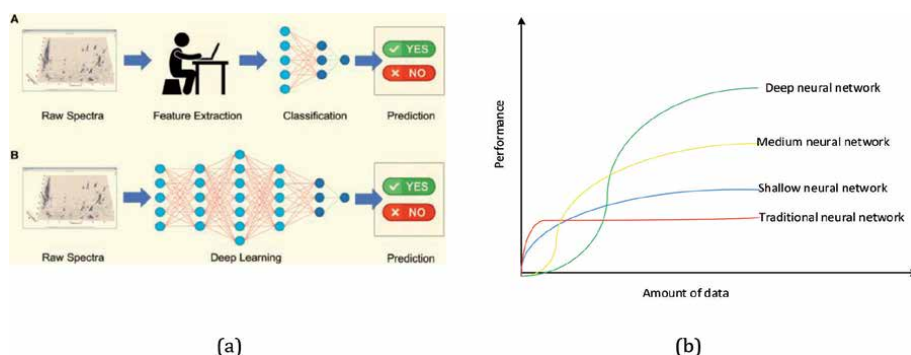 A
YES
NO
Raw Spectra
Feature Extraction
Classification
Prediction
B
YES
NO
Raw Spectra
Deep Learning
Prediction
(a)
Performance
Deep neural network
Medium neural network
Shallow neural network
Traditional neural network
Amount of data
(b)